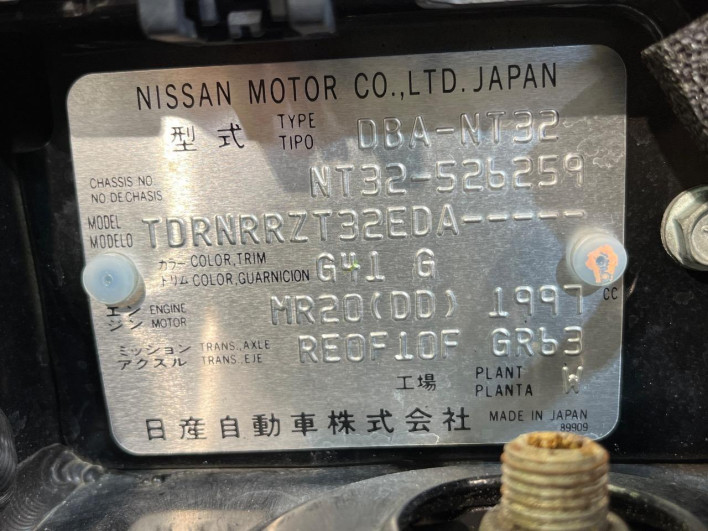 NISSAN MOTOR CO.,LTD. JAPAN
型式 TYPE TIPO DBA-NT32
CHASSIS NO NO DE.CHASIS NT32-526259
MODEL MODELO TDRNRRZT32EDA-----
カラー COLOR,TRIM トリム COLOR,GUARNICION G41 G
エンジン ENGINE MOTOR MR20(DD) 1997 CC
ミッション TRANS.,AXLE アクスル TRANS.,EJE RE0F10F GR63
工場 PLANT PLANTA W
日産自動車株式会社 MADE IN JAPAN
89909